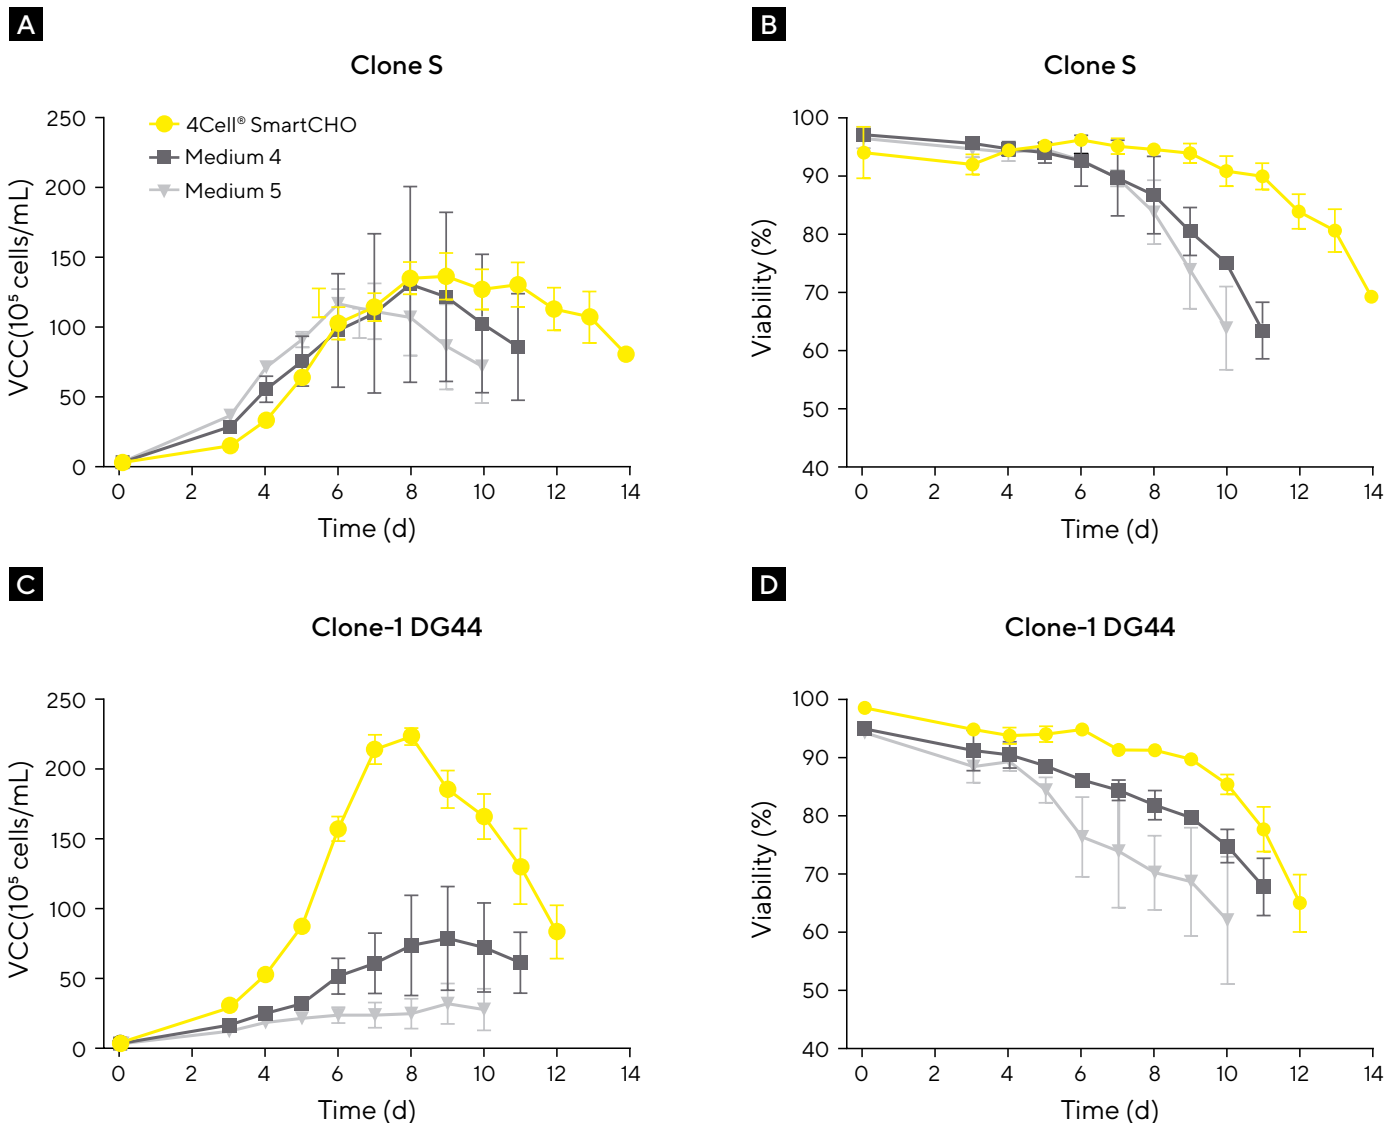 A
Clone S
VCC(10⁵ cells/mL)
250
200
150
100
50
0
4Cell® SmartCHO
Medium 4
Medium 5
0 2 4 6 8 10 12 14
Time (d)
B
Clone S
Viability (%)
100
90
80
70
60
50
40
0 2 4 6 8 10 12 14
Time (d)
C
Clone-1 DG44
VCC(10⁵ cells/mL)
250
200
150
100
50
0
0 2 4 6 8 10 12 14
Time (d)
D
Clone-1 DG44
Viability (%)
100
90
80
70
60
50
40
0 2 4 6 8 10 12 14
Time (d)